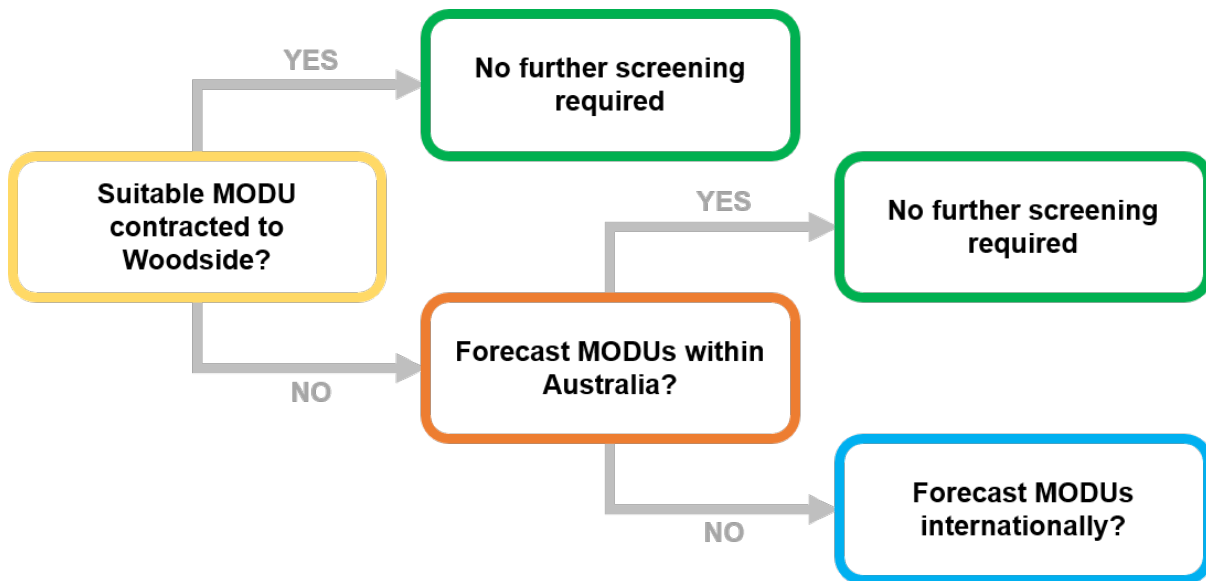 YES
No further screening
required
Suitable MODU
contracted to
Woodside?
YES
No further screening
required
NO
Forecast MODUs within
Australia?
NO
Forecast MODUs
internationally?